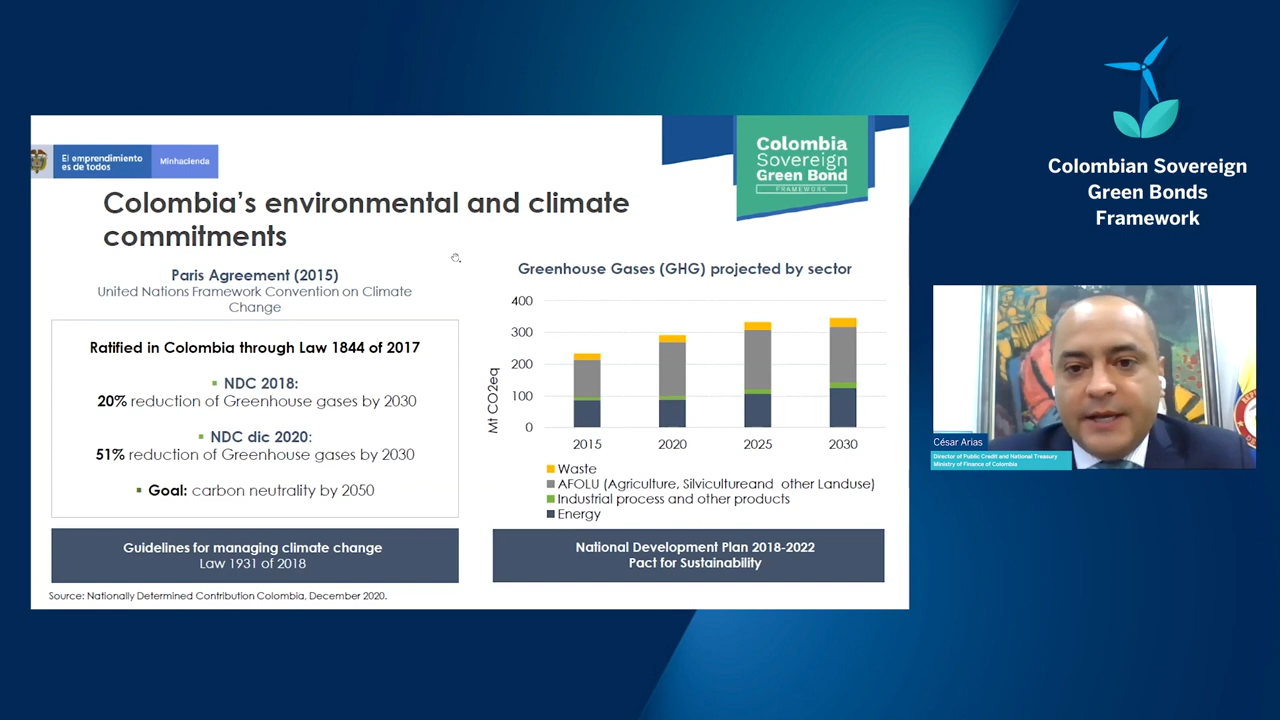 El emprendimiento
es de todos
Minhacienda
Colombia
Sovereign
Green Bond
FRAMEWORK
Colombia's environmental and climate
commitments
Paris Agreement (2015)
United Nations Framework Convention on Climate
Change
Ratified in Colombia through Law 1844 of 2017
▪ NDC 2018:
20% reduction of Greenhouse gases by 2030
▪ NDC dic 2020:
51% reduction of Greenhouse gases by 2030
▪ Goal: carbon neutrality by 2050
Guidelines for managing climate change
Law 1931 of 2018
Source: Nationally Determined Contribution Colombia, December 2020.
Greenhouse Gases (GHG) projected by sector
Mt CO2eq
400
300
200
100
0
2015 2020 2025 2030
Waste
AFOLU (Agriculture, Silvicultureand other Landuse)
Industrial process and other products
Energy
National Development Plan 2018-2022
Pact for Sustainability
Colombian Sovereign
Green Bonds
Framework
César Arias
Director of Public Credit and National Treasury
Ministry of Finance of Colombia